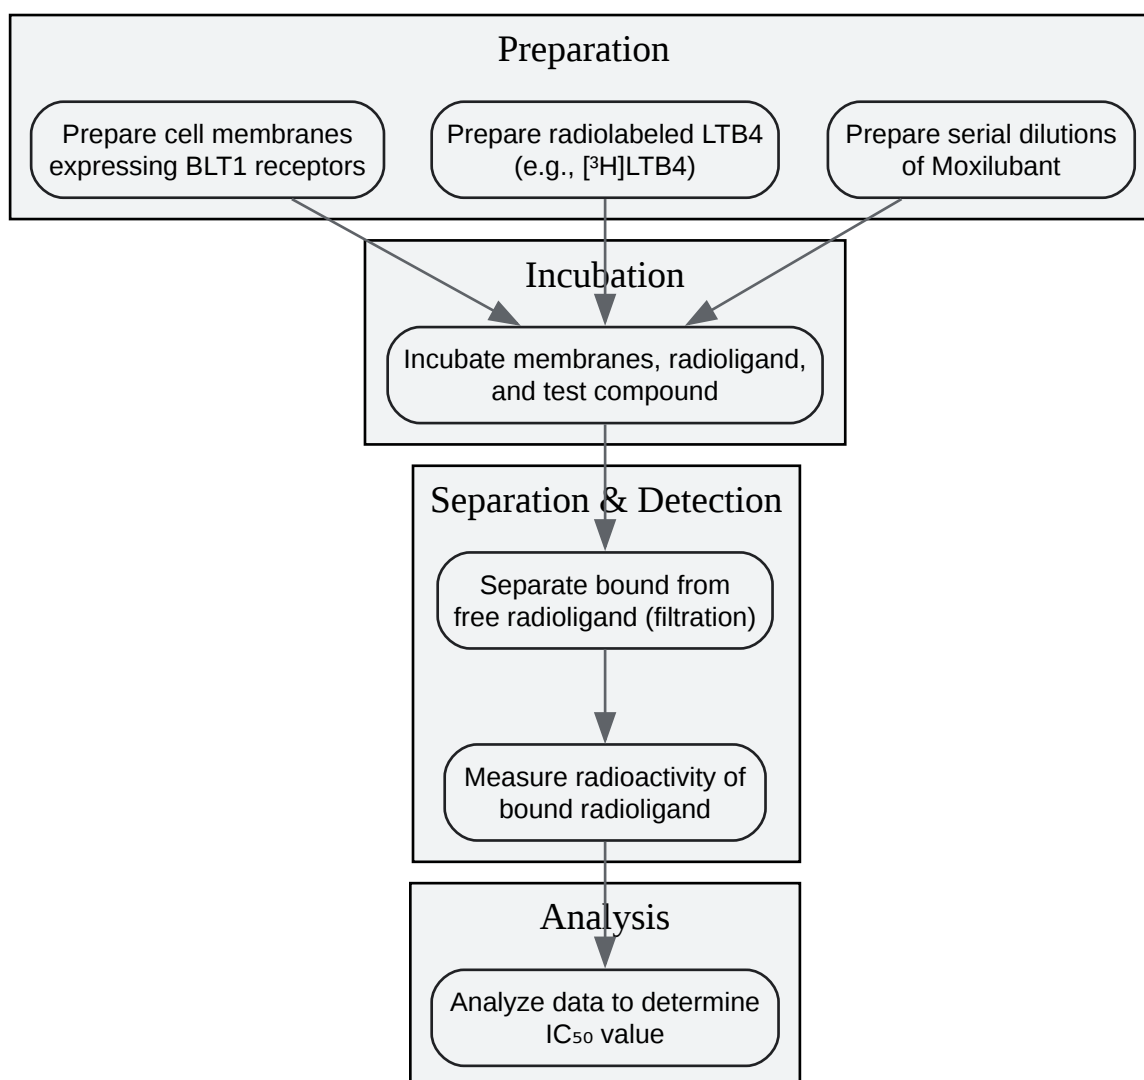 Preparation
Prepare cell membranes
expressing BLT1 receptors
Prepare radiolabeled LTB4
(e.g., [³H]LTB4)
Prepare serial dilutions
of Moxilubant
Incubation
Incubate membranes, radioligand,
and test compound
Separation & Detection
Separate bound from
free radioligand (filtration)
Measure radioactivity of
bound radioligand
Analysis
Analyze data to determine
IC₅₀ value